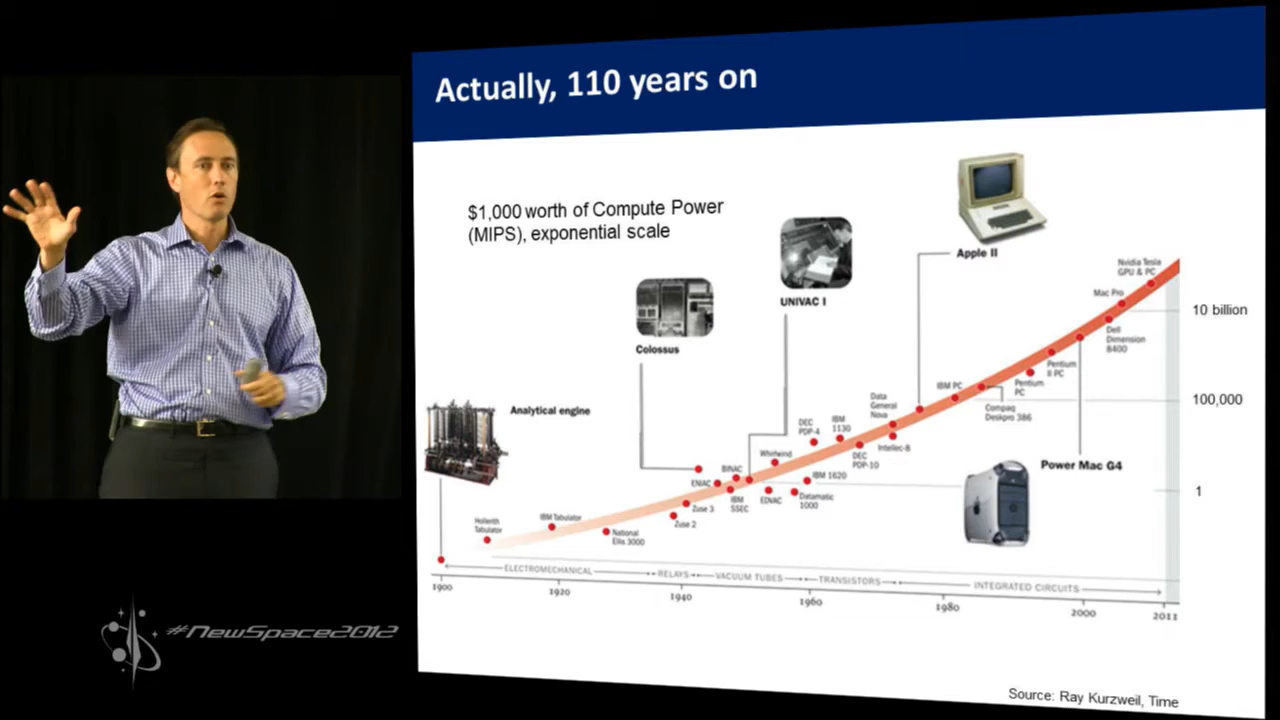 Actually, 110 years on
$1,000 worth of Compute Power
(MIPS), exponential scale
Apple II
UNIVAC I
Colossus
Analytical engine
Nvidia Tesla
GPU & PC
Mac Pro
10 billion
Dell
Dimension
8400
Pentium
II PC
Pentium
PC
IBM PC
Compaq
Deskpro 386
100,000
Data
General
Nova
Intellec-8
IBM
1130
DEC
PDP-4
DEC
PDP-10
Power Mac G4
Whirlwind
IBM 1620
BINAC
ENIAC
IBM
SSEC
EDVAC
Datamatic
1000
1
Zuse 3
Zuse 2
IBM Tabulator
National
Ellis 3000
Hollerith
Tabulator
ELECTROMECHANICAL
RELAYS
VACUUM TUBES
TRANSISTORS
INTEGRATED CIRCUITS
1900
1920
1940
1960
1980
2000
2011
#NewSpace2012
Source: Ray Kurzweil, Time